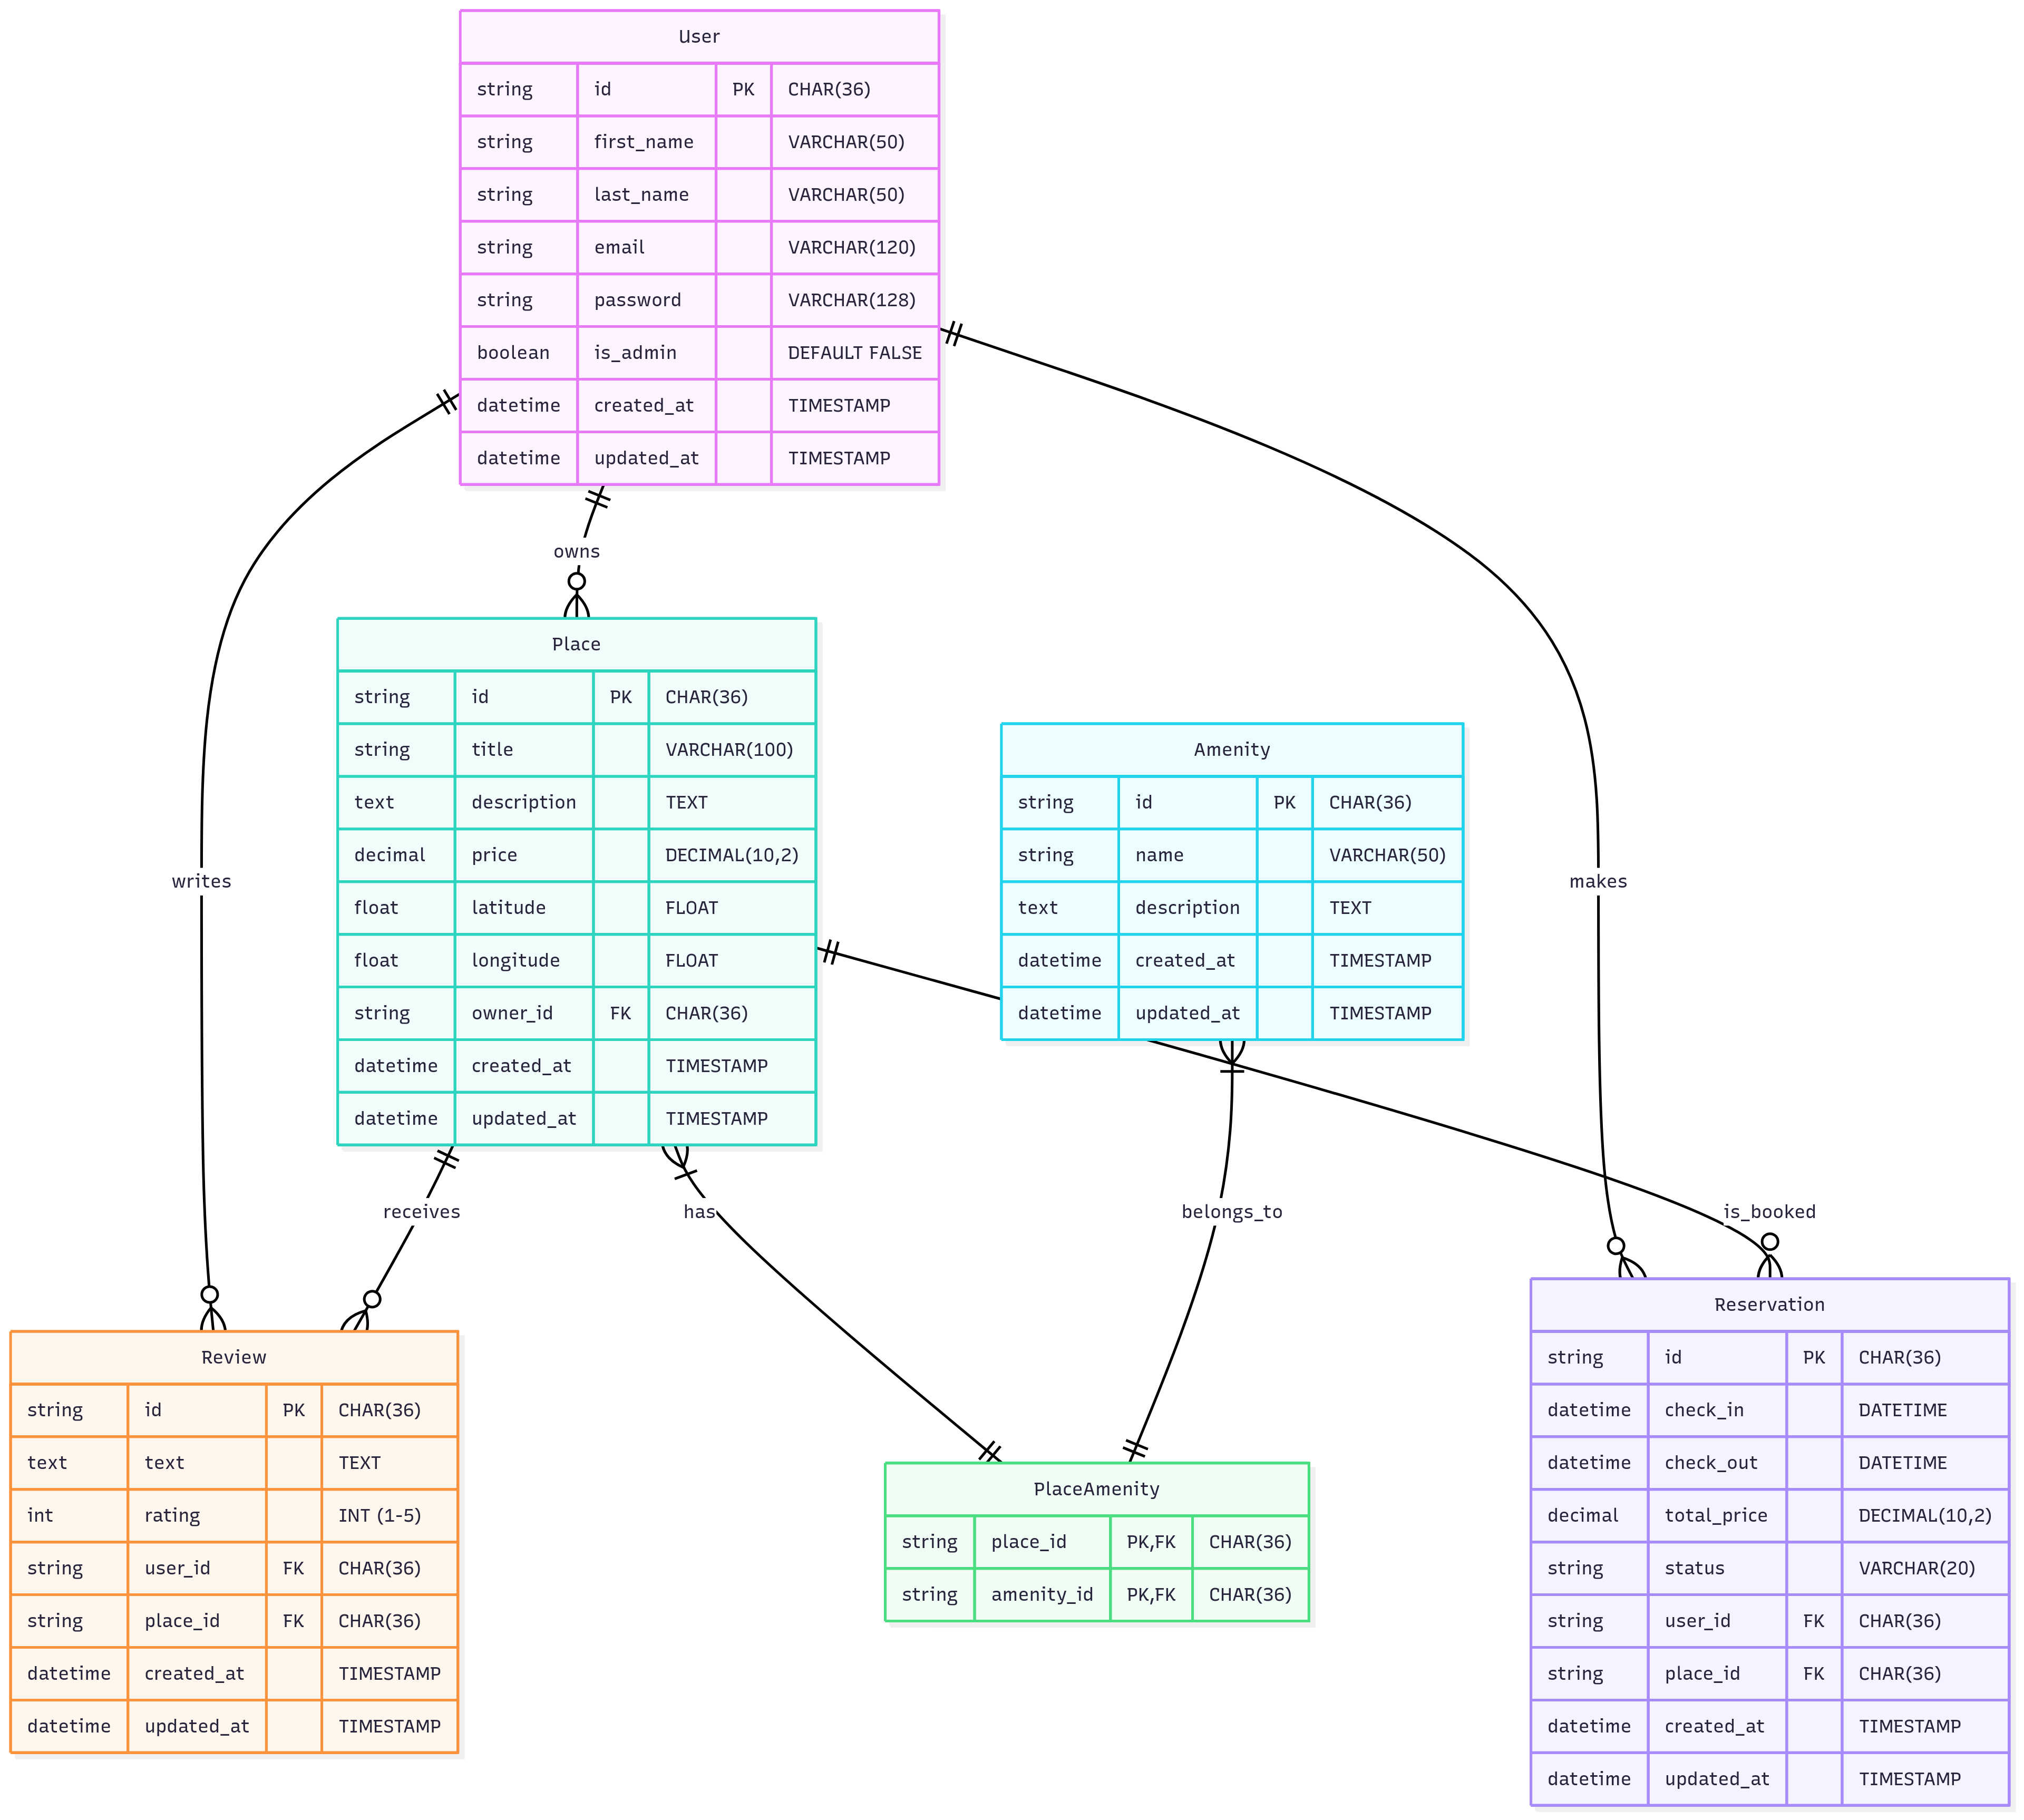 User
string id PK CHAR(36)
string first_name VARCHAR(50)
string last_name VARCHAR(50)
string email VARCHAR(120)
string password VARCHAR(128)
boolean is_admin DEFAULT FALSE
datetime created_at TIMESTAMP
datetime updated_at TIMESTAMP
owns
Place
string id PK CHAR(36)
string title VARCHAR(100)
text description TEXT
decimal price DECIMAL(10,2)
float latitude FLOAT
float longitude FLOAT
string owner_id FK CHAR(36)
datetime created_at TIMESTAMP
datetime updated_at TIMESTAMP
Amenity
string id PK CHAR(36)
string name VARCHAR(50)
text description TEXT
datetime created_at TIMESTAMP
datetime updated_at TIMESTAMP
writes
makes
receives
has
belongs_to
is_booked
Review
string id PK CHAR(36)
text text TEXT
int rating INT (1-5)
string user_id FK CHAR(36)
string place_id FK CHAR(36)
datetime created_at TIMESTAMP
datetime updated_at TIMESTAMP
PlaceAmenity
string place_id PK,FK CHAR(36)
string amenity_id PK,FK CHAR(36)
Reservation
string id PK CHAR(36)
datetime check_in DATETIME
datetime check_out DATETIME
decimal total_price DECIMAL(10,2)
string status VARCHAR(20)
string user_id FK CHAR(36)
string place_id FK CHAR(36)
datetime created_at TIMESTAMP
datetime updated_at TIMESTAMP